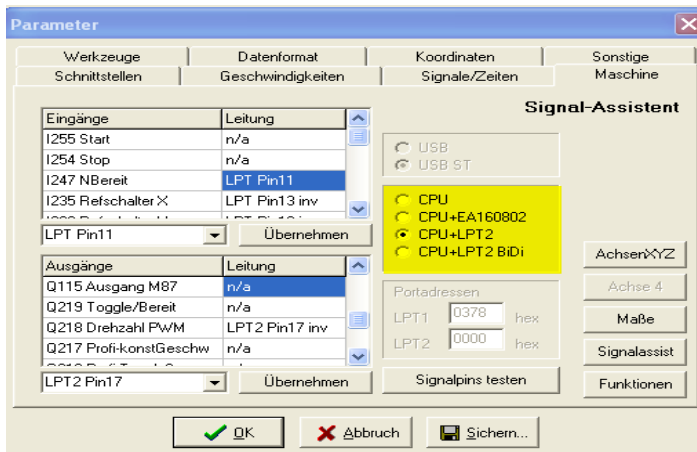 Parameter
Werkzeuge Datenformat Koordinaten Sonstige
Schnittstellen Geschwindigkeiten Signale/Zeiten Maschine
Signal-Assistent
Eingänge Leitung
I255 Start n/a
I254 Stop n/a
I247 NBereit LPT Pin11
I235 Refschalter X LPT Pin13 inv
LPT Pin11 Übernehmen
Ausgänge Leitung
Q115 Ausgang M87 n/a
Q219 Toggle/Bereit n/a
Q218 Drehzahl PWM LPT2 Pin17 inv
Q217 Profi-konstGeschw n/a
LPT2 Pin17 Übernehmen
USB
USB ST
CPU
CPU+EA160802
CPU+LPT2
CPU+LPT2 BiDi
Portadressen
LPT1 0378 hex
LPT2 0000 hex
Signalpins testen
AchsenXYZ
Achse 4
Maße
Signalassist
Funktionen
OK Abbruch Sichern...